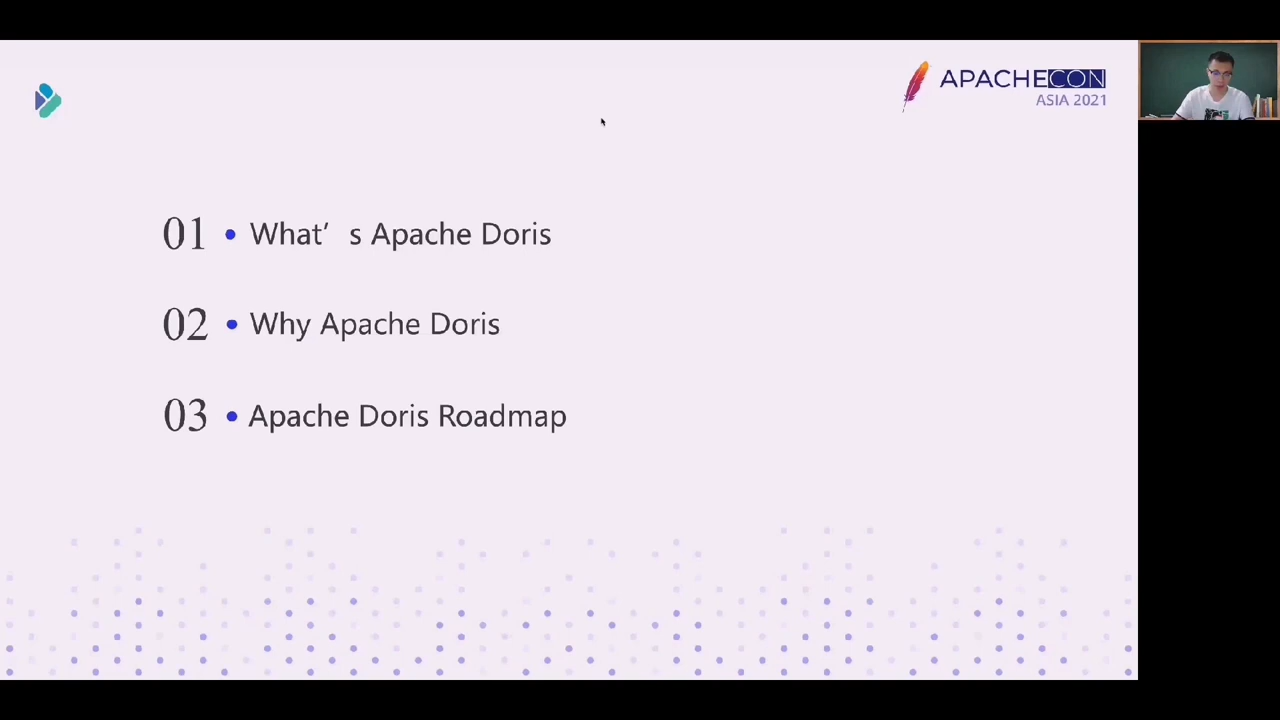 APACHECON
ASIA 2021
01 • What’ s Apache Doris
02 • Why Apache Doris
03 • Apache Doris Roadmap